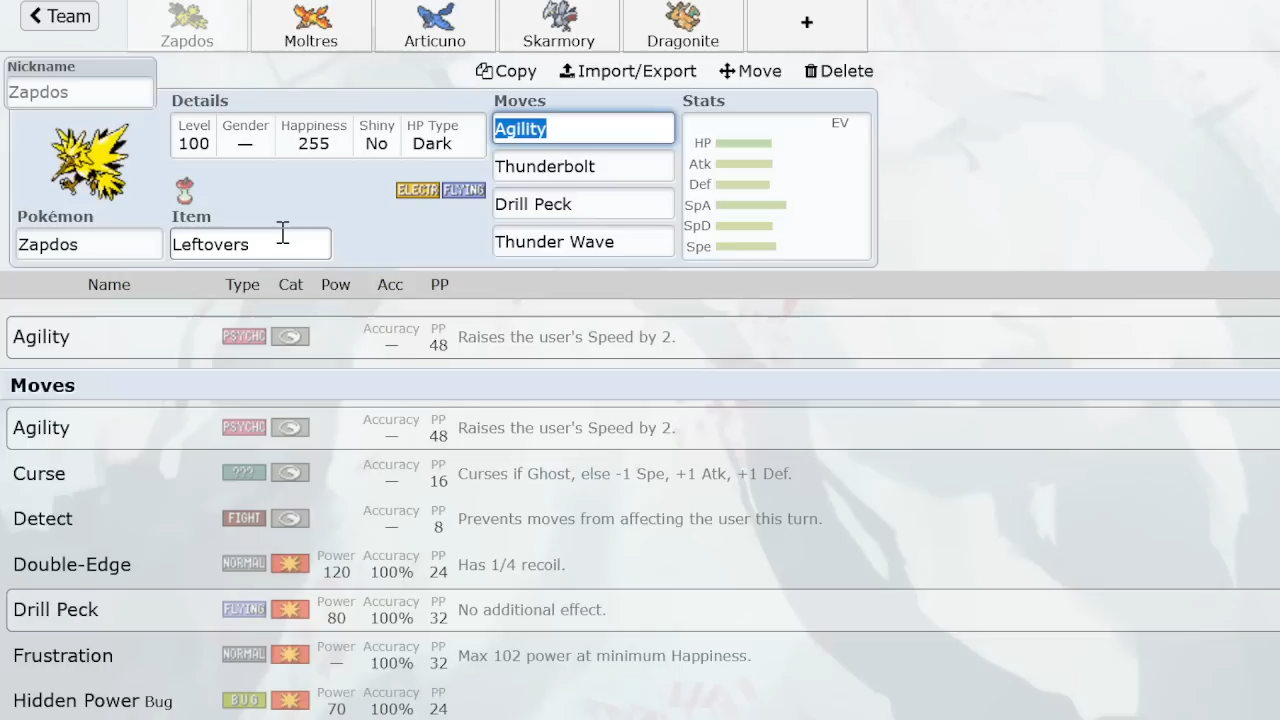 Team
Zapdos
Moltres
Articuno
Skarmory
Dragonite
+
Nickname
Zapdos
Copy
Import/Export
Move
Delete
Details
Level
100
Gender
—
Happiness
255
Shiny
No
HP Type
Dark
ELECTR FLYING
Pokémon
Zapdos
Item
Leftovers
Moves
Agility
Thunderbolt
Drill Peck
Thunder Wave
Stats
EV
HP
Atk
Def
SpA
SpD
Spe
Name Type Cat Pow Acc PP
Agility PSYCHC Accuracy — PP 48 Raises the user's Speed by 2.
Moves
Agility PSYCHC Accuracy — PP 48 Raises the user's Speed by 2.
Curse ??? Accuracy — PP 16 Curses if Ghost, else -1 Spe, +1 Atk, +1 Def.
Detect FIGHT Accuracy — PP 8 Prevents moves from affecting the user this turn.
Double-Edge NORMAL Power 120 Accuracy 100% PP 24 Has 1/4 recoil.
Drill Peck FLYING Power 80 Accuracy 100% PP 32 No additional effect.
Frustration NORMAL Power — Accuracy 100% PP 32 Max 102 power at minimum Happiness.
Hidden Power Bug BUG Power 70 Accuracy 100% PP 24